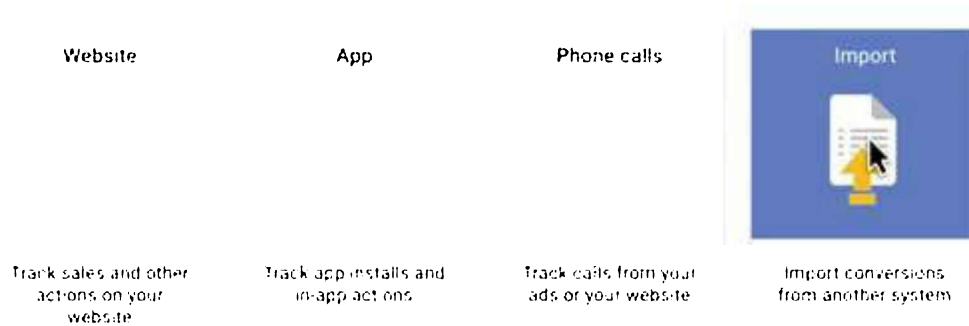 Website
App
Phone calls
Import
Track sales and other
actions on your
website
Track app installs and
in-app actions
Track calls from your
ads or your website
Import conversions
from another system